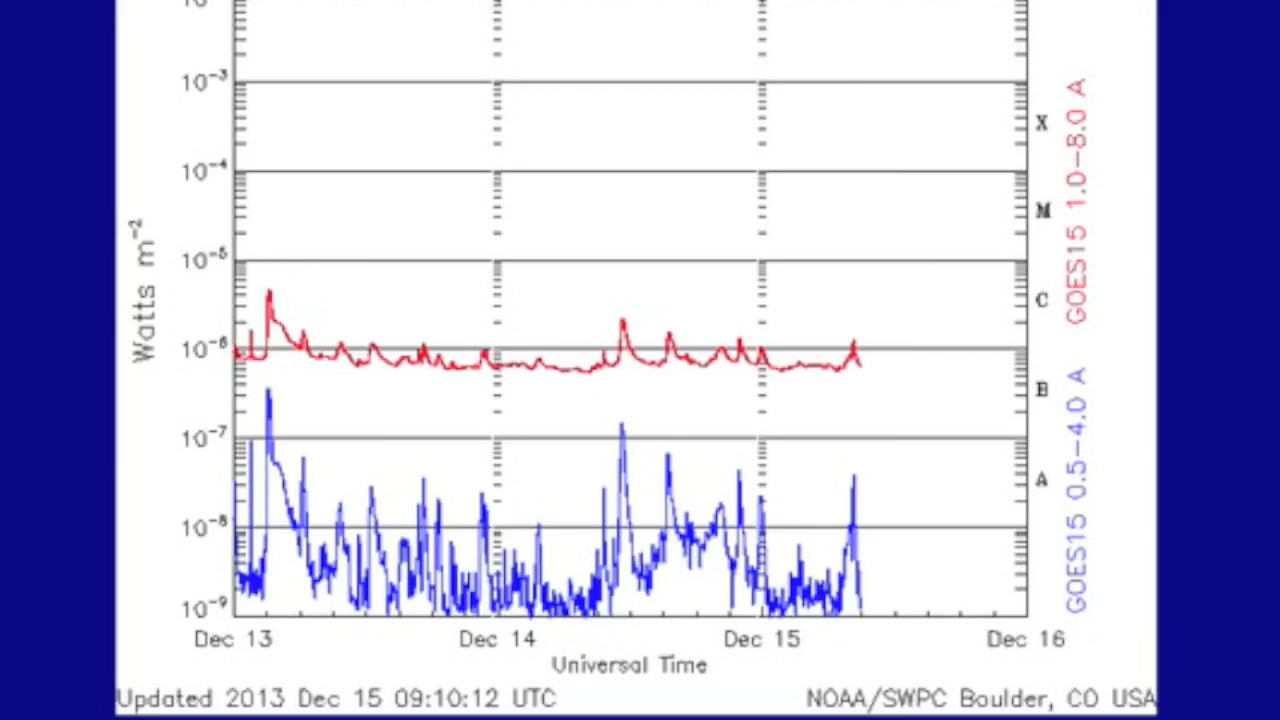 10⁻³
X
10⁻⁴
M
10⁻⁵
C
10⁻⁶
B
10⁻⁷
A
10⁻⁸
10⁻⁹
Watts m⁻²
GOES15 1.0-8.0 A
GOES15 0.5-4.0 A
Dec 13 Dec 14 Dec 15 Dec 16
Universal Time
Updated 2013 Dec 15 09:10:12 UTC NOAA/SWPC Boulder, CO USA